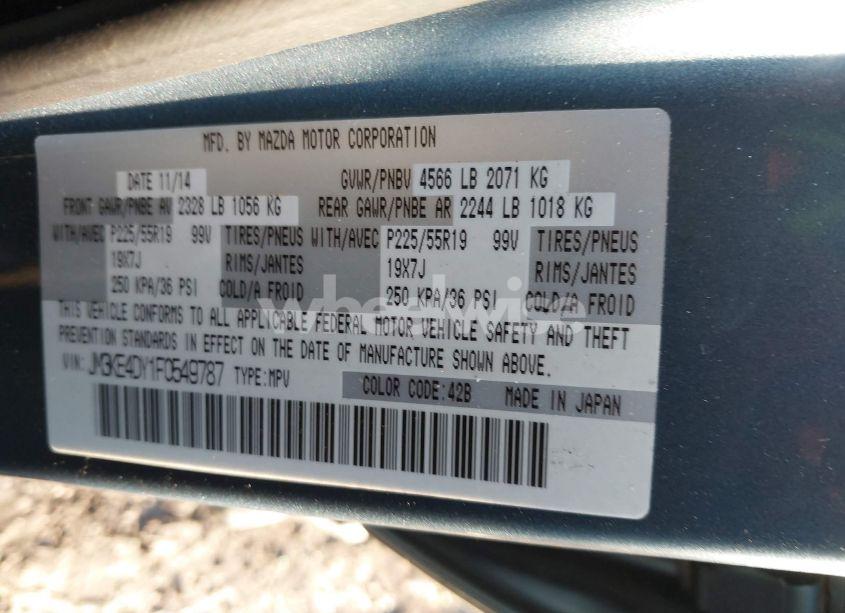 MFD. BY MAZDA MOTOR CORPORATION
DATE 11/14 GVWR/PNBV 4566 LB 2071 KG
FRONT GAWR/PNBE AV 2328 LB 1056 KG REAR GAWR/PNBE AR 2244 LB 1018 KG
WITH/AVEC P225/55R19 99V TIRES/PNEUS WITH/AVEC P225/55R19 99V TIRES/PNEUS
19X7J RIMS/JANTES 19X7J RIMS/JANTES
250 KPA/36 PSI COLD/A FROID 250 KPA/36 PSI COLD/A FROID
wheelwise
THIS VEHICLE CONFORMS TO ALL APPLICABLE FEDERAL MOTOR VEHICLE SAFETY AND THEFT
PREVENTION STANDARDS IN EFFECT ON THE DATE OF MANUFACTURE SHOWN ABOVE.
VIN: JM3KE4DY1F0549787 TYPE:MPV COLOR CODE:42B MADE IN JAPAN